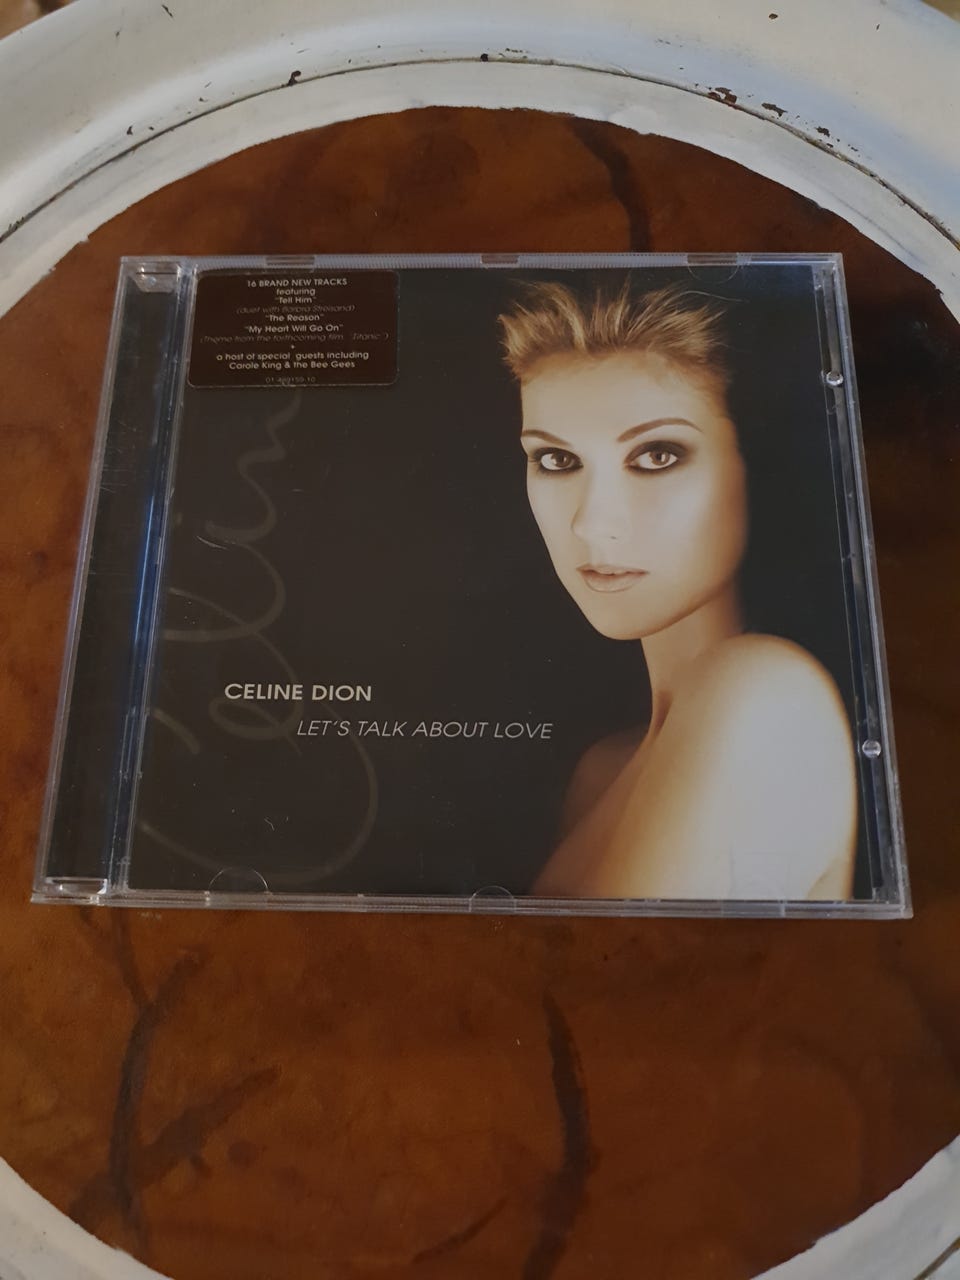 16 BRAND NEW TRACKS
featuring
"Tell Him"
(duet with Barbra Streisand)
"The Reason"
"My Heart Will Go On"
(Theme from the forthcoming film "Titanic")
+
a host of special guests including
Carole King & the Bee Gees
Celine
CELINE DION
LET'S TALK ABOUT LOVE